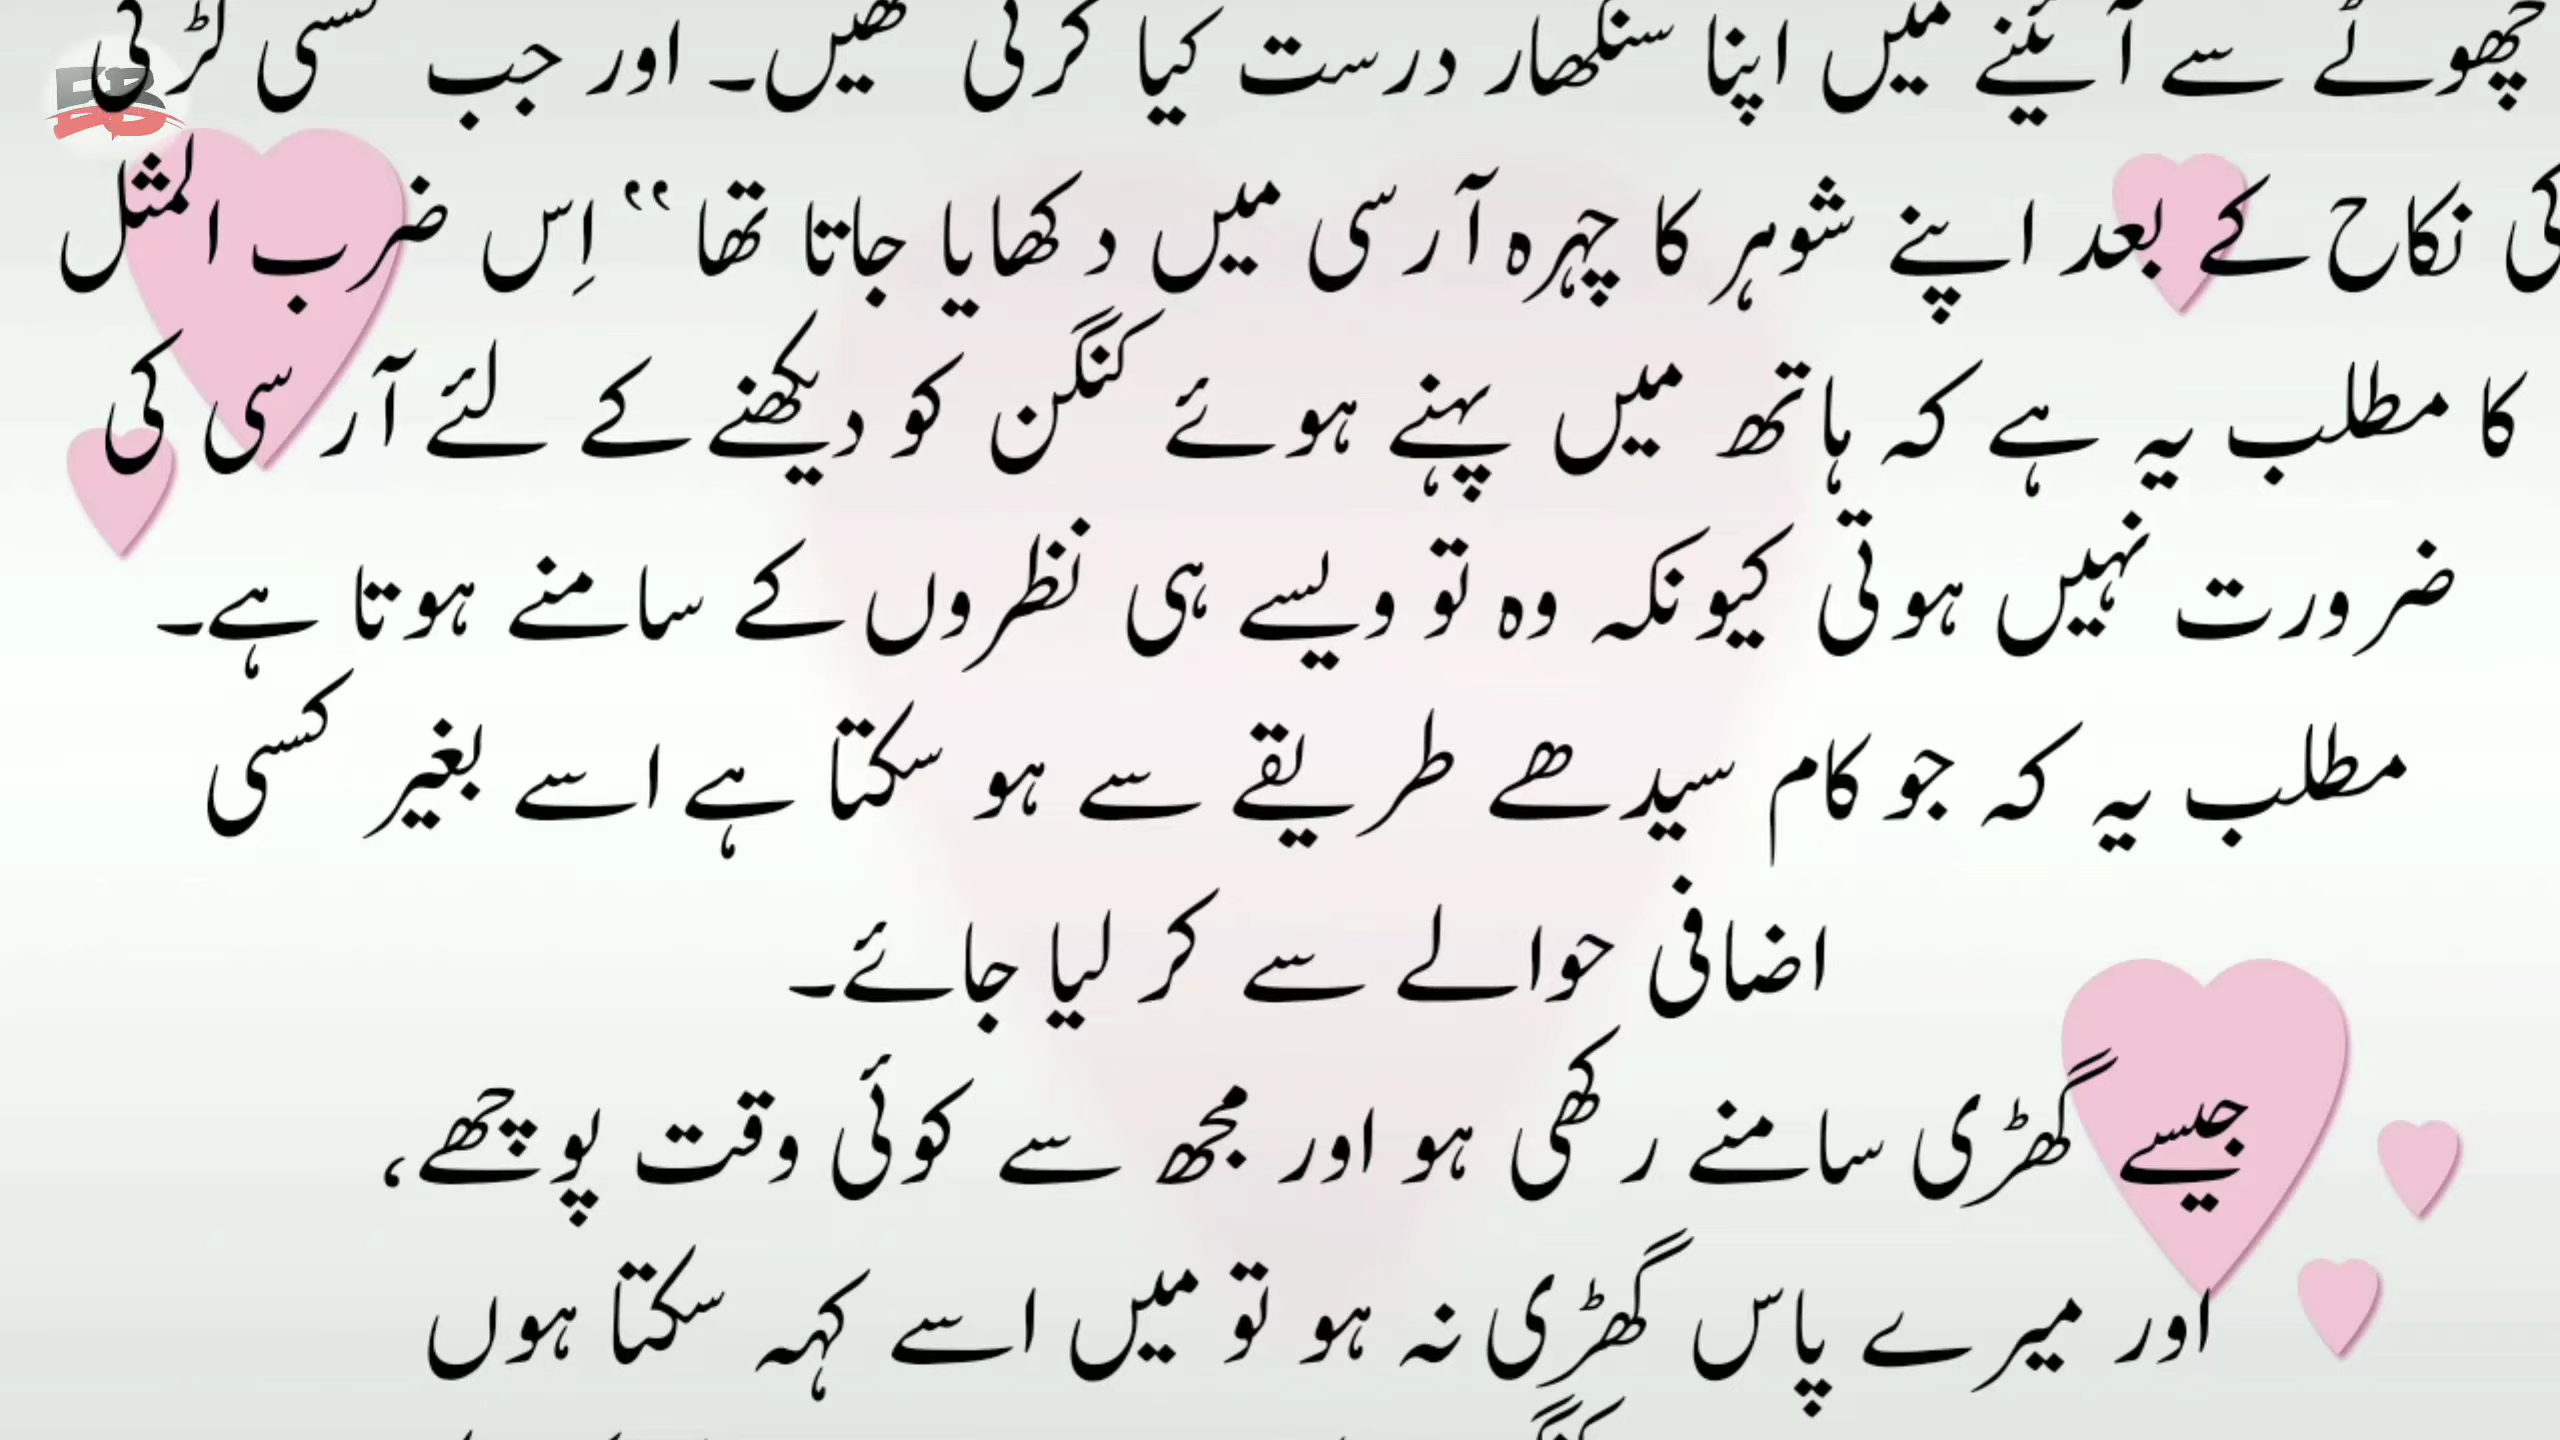 چھوٹے سے آئینے میں اپنا سنگھار درست کیا کرتی تھیں۔ اور جب کسی لڑکی
کی نکاح کے بعد اپنے شوہر کا چہرہ آرسی میں دکھایا جاتا تھا“ اِس ضرب المثل
کا مطلب یہ ہے کہ ہاتھ میں پہنے ہوئے کنگن کو دیکھنے کے لئے آرسی کی
ضرورت نہیں ہوتی کیونکہ وہ تو ویسے ہی نظروں کے سامنے ہوتا ہے۔
مطلب یہ کہ جو کام سیدھے طریقے سے ہو سکتا ہے اسے بغیر کسی
اضافی حوالے سے کر لیا جائے۔
جیسے گھڑی سامنے رکھی ہو اور مجھ سے کوئی وقت پوچھے،
اور میرے پاس گھڑی نہ ہو تو میں اسے کہہ سکتا ہوں